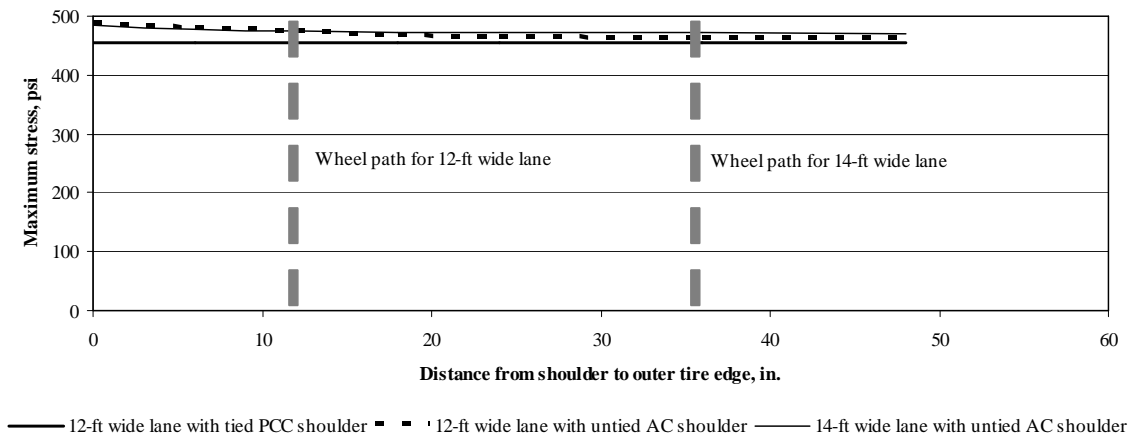 500
400
300
200
100
0
Maximum stress, psi
Wheel path for 12-ft wide lane
Wheel path for 14-ft wide lane
0 10 20 30 40 50 60
Distance from shoulder to outer tire edge, in.
12-ft wide lane with tied PCC shoulder 12-ft wide lane with untied AC shoulder 14-ft wide lane with untied AC shoulder